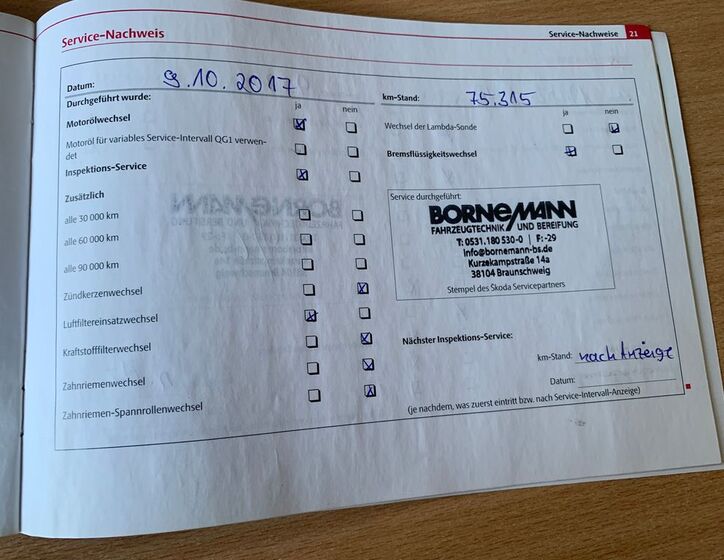 Service-Nachweis
Service-Nachweise 21
Datum: 9.10.2017
km-Stand: 75.315
Durchgeführt wurde:
ja nein
ja nein
Motorölwechsel
Wechsel der Lambda-Sonde
Motoröl für variables Service-Intervall QG1 verwen-
det
Bremsflüssigkeitswechsel
Inspektions-Service
Zusätzlich
alle 30 000 km
alle 60 000 km
alle 90 000 km
Zündkerzenwechsel
Luftfiltereinsatzwechsel
Kraftstofffilterwechsel
Zahnriemenwechsel
Zahnriemen-Spannrollenwechsel
Service durchgeführt:
BORNEMANN
FAHRZEUGTECHNIK UND BEREIFUNG
T: 0531.180 530-0 | F: -29
info@bornemann-bs.de
Kurzekampstraße 14a
38104 Braunschweig
Stempel des Škoda Servicepartners
Nächster Inspektions-Service:
km-Stand: nach Anzeige
Datum:
(je nachdem, was zuerst eintritt bzw. nach Service-Intervall-Anzeige)